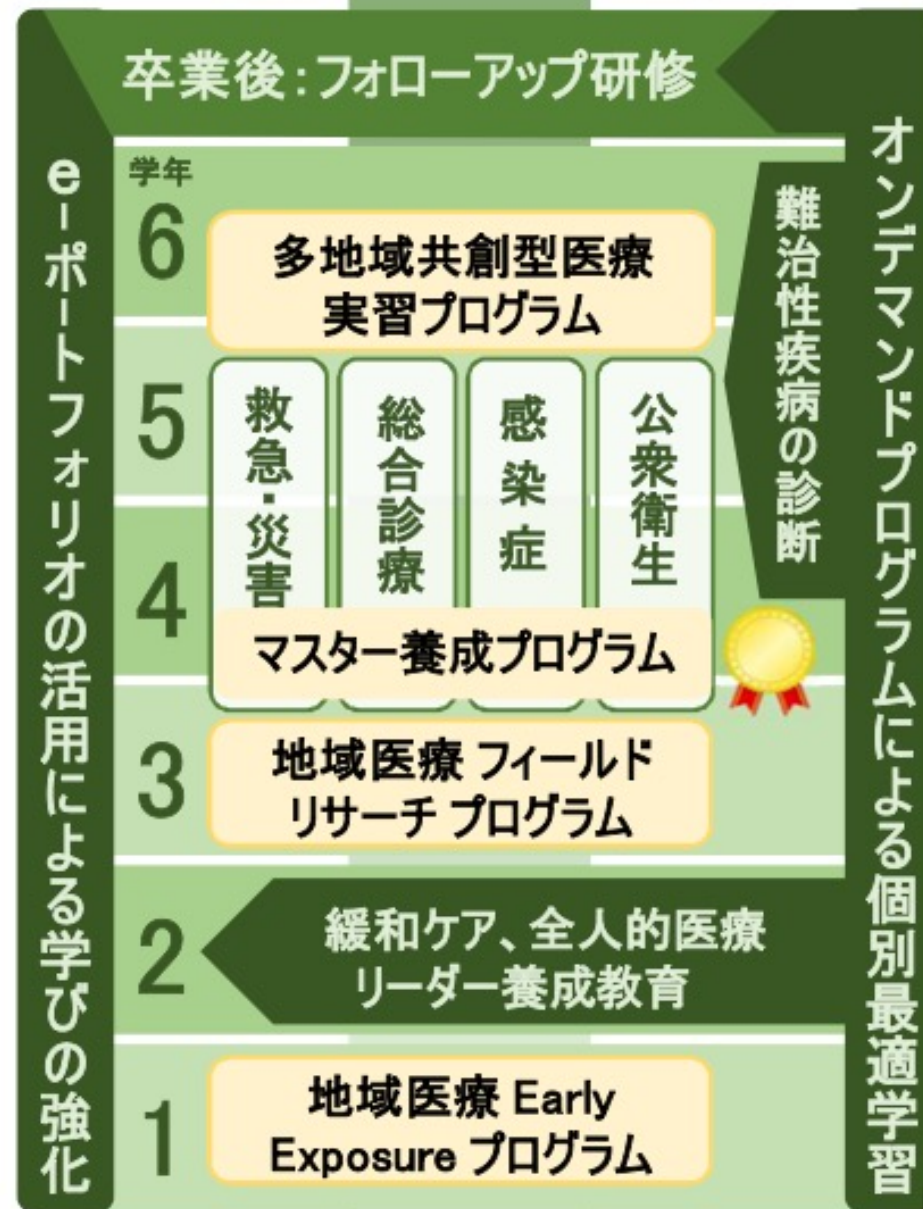 卒業後：フォローアップ研修
e-ポートフォリオの活用による学びの強化
オンデマンドプログラムによる個別最適学習
学年
6
多地域共創型医療
実習プログラム
難治性疾病の診断
5
救急・災害
総合診療
感染症
公衆衛生
4
マスター養成プログラム
3
地域医療 フィールド
リサーチ プログラム
2
緩和ケア、全人的医療
リーダー養成教育
1
地域医療 Early
Exposure プログラム